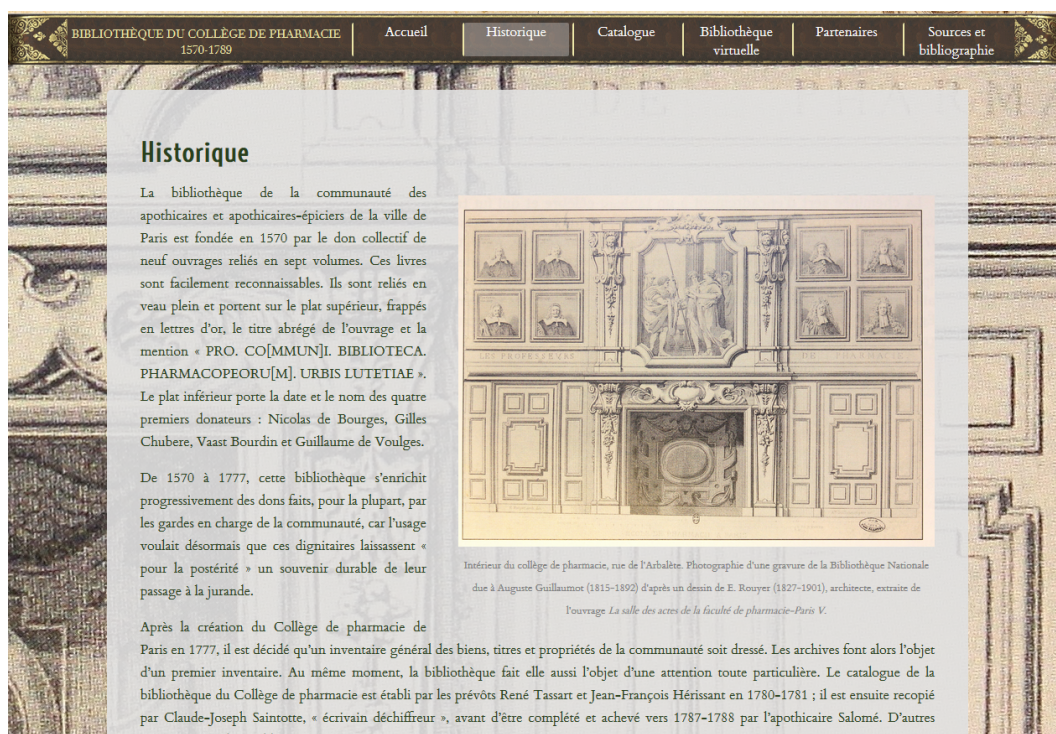 BIBLIOTHÈQUE DU COLLÈGE DE PHARMACIE
1570-1789
Accueil
Historique
Catalogue
Bibliothèque
virtuelle
Partenaires
Sources et
bibliographie
DE PHARMA
Historique
La bibliothèque de la communauté des
apothicaires et apothicaires-épiciers de la ville de
Paris est fondée en 1570 par le don collectif de
neuf ouvrages reliés en sept volumes. Ces livres
sont facilement reconnaissables. Ils sont reliés en
veau plein et portent sur le plat supérieur, frappés
en lettres d'or, le titre abrégé de l'ouvrage et la
mention « PRO. CO[MMUN]I. BIBLIOTECA.
PHARMACOPEORU[M]. URBIS LUTETIAE ».
Le plat inférieur porte la date et le nom des quatre
premiers donateurs : Nicolas de Bourges, Gilles
Chubere, Vaast Bourdin et Guillaume de Voulges.
De 1570 à 1777, cette bibliothèque s'enrichit
progressivement des dons faits, pour la plupart, par
les gardes en charge de la communauté, car l'usage
voulait désormais que ces dignitaires laissassent «
pour la postérité » un souvenir durable de leur
passage à la jurande.
LES PROFESSEURS DE PHARMACIE
Intérieur du collège de pharmacie, rue de l'Arbalète. Photographie d'une gravure de la Bibliothèque Nationale
due à Auguste Guillaumot (1815-1892) d'après un dessin de E. Rouyer (1827-1901), architecte, extraite de
l'ouvrage La salle des actes de la faculté de pharmacie-Paris V.
Après la création du Collège de pharmacie de
Paris en 1777, il est décidé qu'un inventaire général des biens, titres et propriétés de la communauté soit dressé. Les archives font alors l'objet
d'un premier inventaire. Au même moment, la bibliothèque fait elle aussi l'objet d'une attention toute particulière. Le catalogue de la
bibliothèque du Collège de pharmacie est établi par les prévôts René Tassart et Jean-François Hérissant en 1780-1781 ; il est ensuite recopié
par Claude-Joseph Saintotte, « écrivain déchiffreur », avant d'être complété et achevé vers 1787-1788 par l'apothicaire Salomé. D'autres